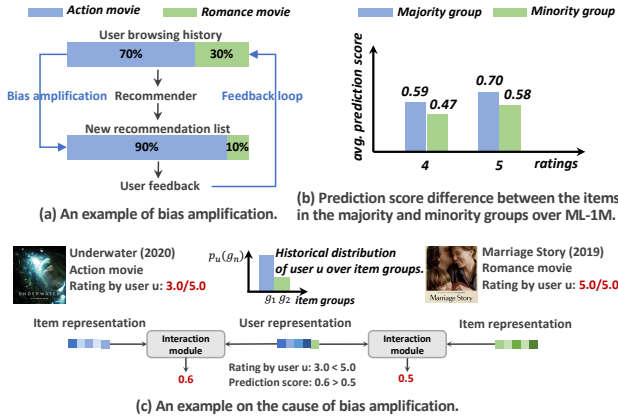 Action movie Romance movie
User browsing history
70% 30%
Bias amplification Recommender Feedback loop
New recommendation list
90% 10%
User feedback
(a) An example of bias amplification.
Majority group Minority group
avg. prediction score
0.59 0.47 0.70 0.58
4 5 ratings
(b) Prediction score difference between the items
in the majority and minority groups over ML-1M.
UNDERWATER
Underwater (2020)
Action movie
Rating by user u: 3.0/5.0
p_u(g_n)
Historical distribution
of user u over item groups.
g_1 g_2 item groups
Marriage Story
Marriage Story (2019)
Romance movie
Rating by user u: 5.0/5.0
Item representation User representation Item representation
Interaction
module
Interaction
module
0.6
Rating by user u: 3.0 < 5.0
Prediction score: 0.6 > 0.5
0.5
(c) An example on the cause of bias amplification.